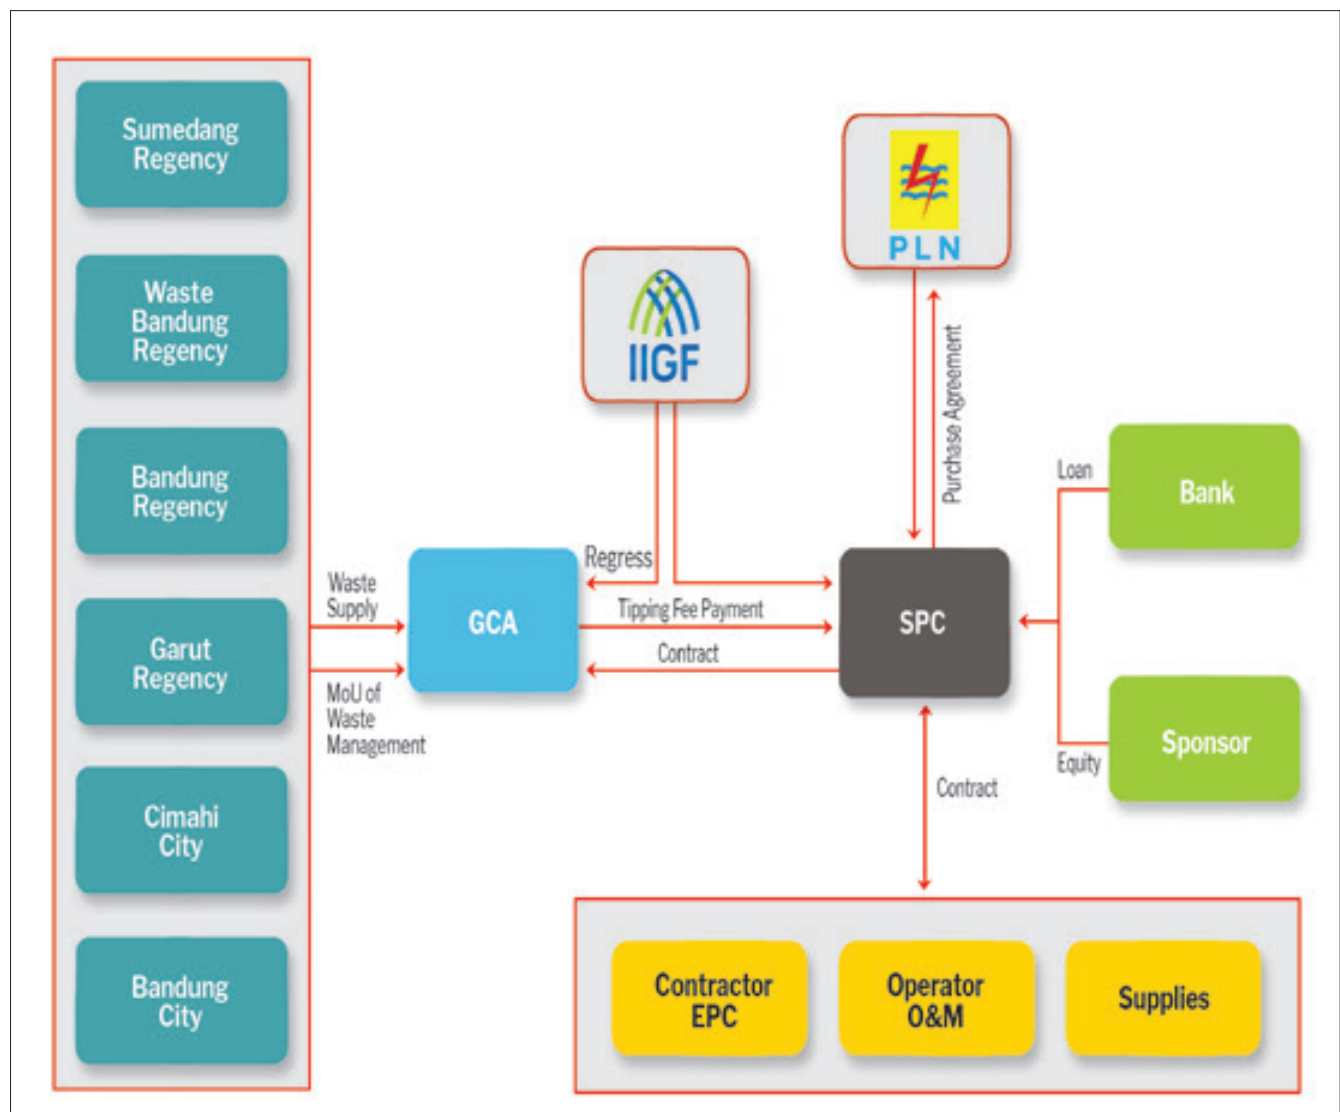 Sumedang
Regency
Waste
Bandung
Regency
Bandung
Regency
Garut
Regency
Cimahi
City
Bandung
City
Waste
Supply
MoU of
Waste
Management
GCA
IIGF
Regress
Tipping Fee Payment
Contract
PLN
Purchase Agreement
SPC
Loan
Bank
Equity
Sponsor
Contract
Contractor
EPC
Operator
O&M
Supplies